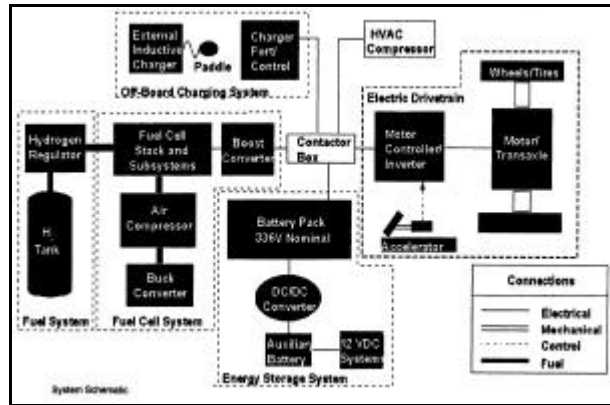 External
Inductive
Charger
Paddle
Charger
Port/
Control
Off-Board Charging System
HVAC
Compressor
Electric Drivetrain
Wheels/Tires
Hydrogen
Regulator
Fuel Cell
Stack and
Subsystems
Boost
Converter
Contactor
Box
Motor
Controller/
Inverter
Motor/
Transaxle
H2
Tank
Air
Compressor
Buck
Converter
Battery Pack
336V Nominal
Accelerator
DC/DC
Converter
Auxiliary
Battery
12 VDC
Systems
Fuel System
Fuel Cell System
Energy Storage System
Connections
Electrical
Mechanical
Control
Fuel
System Schematic